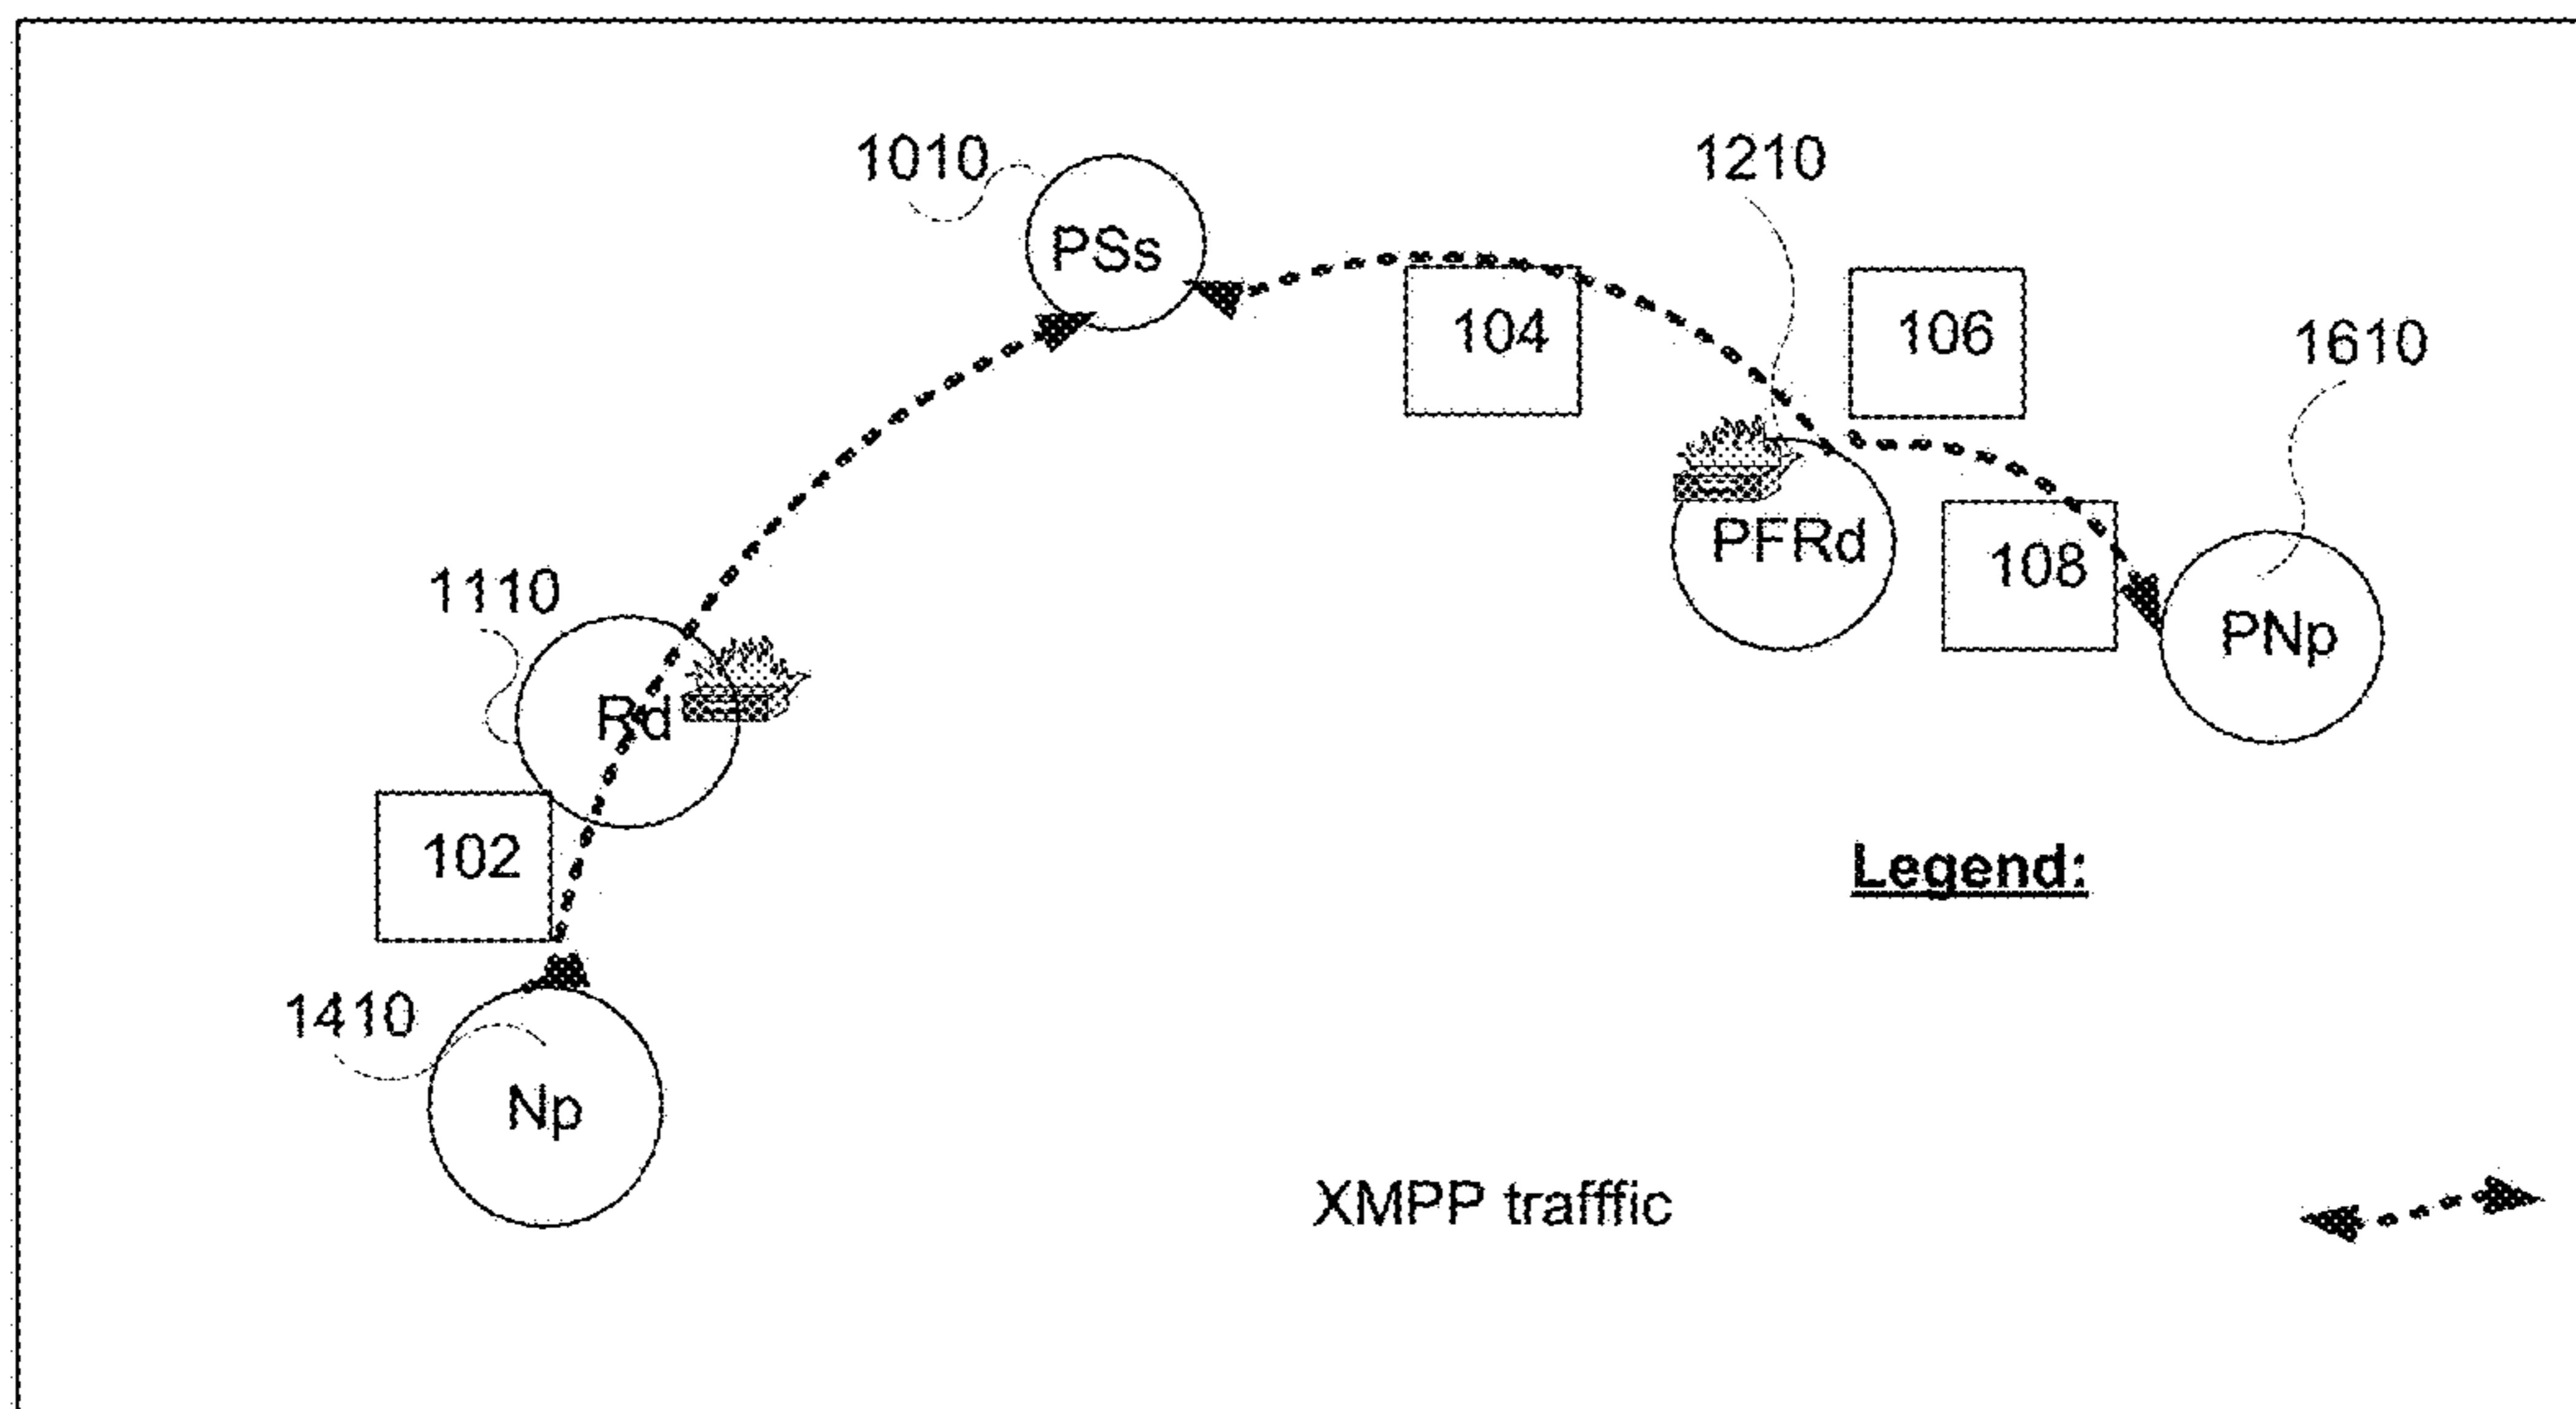 1010
1210
PSs
104
106
1610
PFRd
108
PNp
1110
Rd
102
Legend:
1410
Np
XMPP trafffic